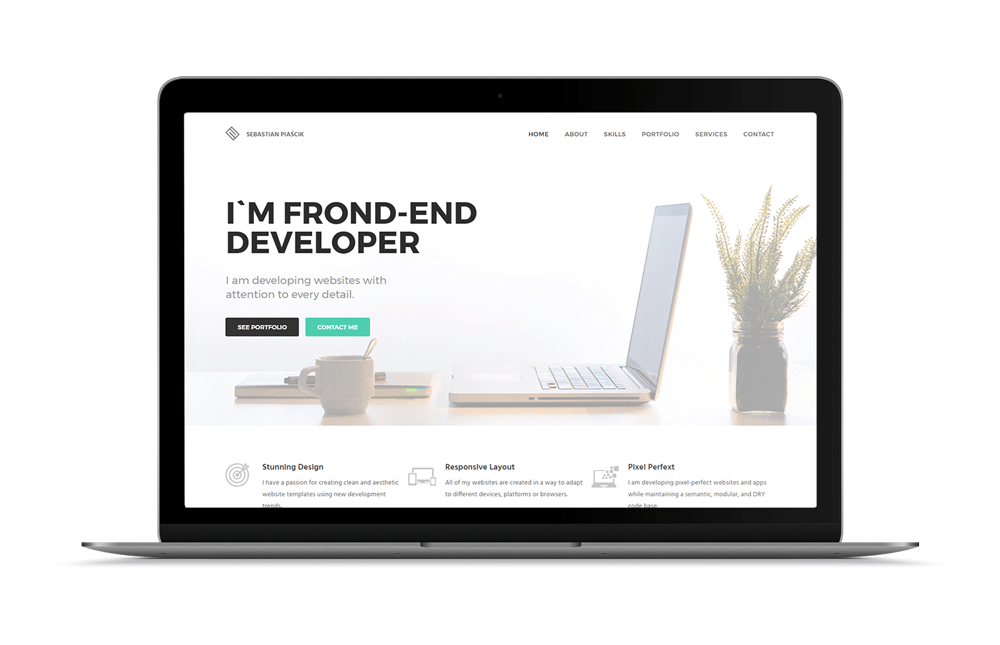 SEBASTIAN PIAŚCIK
HOME ABOUT SKILLS PORTFOLIO SERVICES CONTACT
I`M FROND-END
DEVELOPER
I am developing websites with
attention to every detail.
SEE PORTFOLIO CONTACT ME
Stunning Design
I have a passion for creating clean and aesthetic
website templates using new development
trends.
Responsive Layout
All of my websites are created in a way to adapt
to different devices, platforms or browsers.
Pixel Perfext
I am developing pixel-perfect websites and apps
while maintaining a semantic, modular, and DRY
code base.